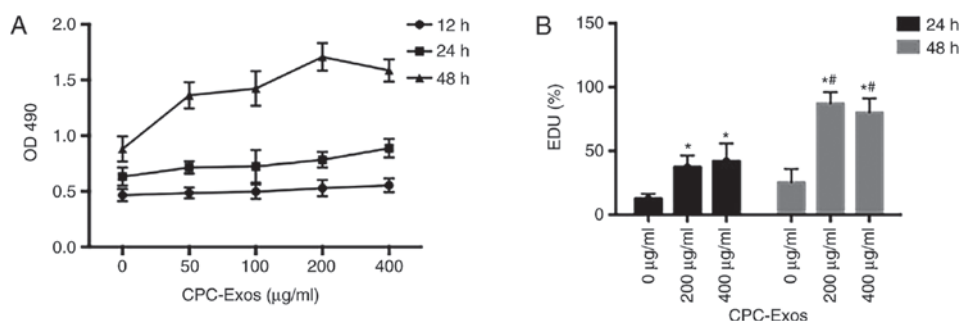 A
2.0
1.5
1.0
0.5
0.0
OD 490
0
50
100
200
400
CPC-Exos (µg/ml)
12 h
24 h
48 h
B
150
100
50
0
EDU (%)
*
*
*#
*#
0 µg/ml
200 µg/ml
400 µg/ml
0 µg/ml
200 µg/ml
400 µg/ml
CPC-Exos
24 h
48 h